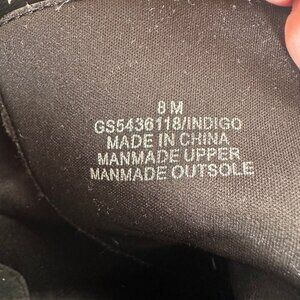 8 M
GS5436118/INDIGO
MADE IN CHINA
MANMADE UPPER
MANMADE OUTSOLE